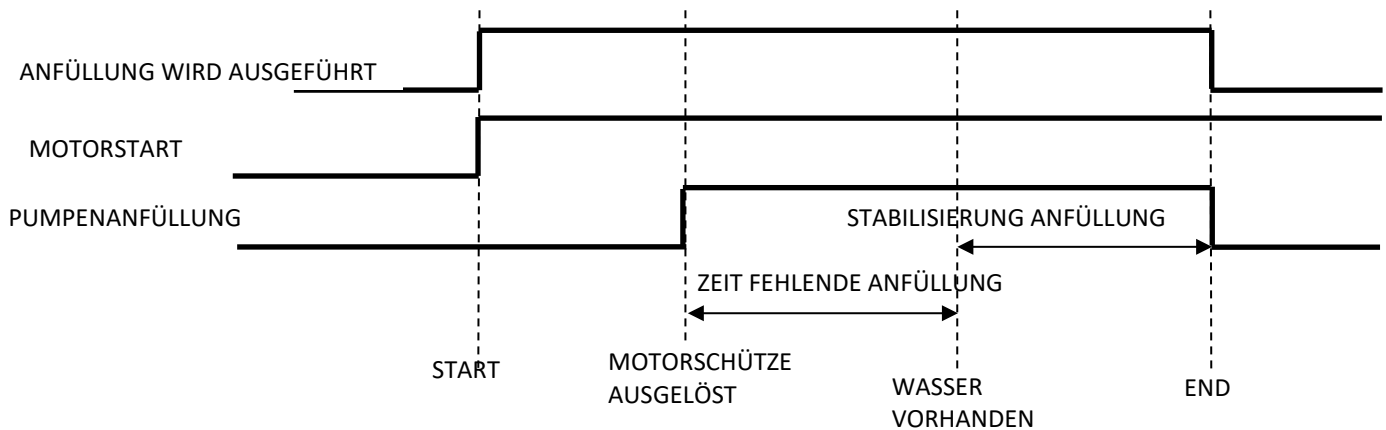 ANFÜLLUNG WIRD AUSGEFÜHRT
MOTORSTART
PUMPENANFÜLLUNG
STABILISIERUNG ANFÜLLUNG
ZEIT FEHLENDE ANFÜLLUNG
START
MOTORSCHÜTZE
AUSGELÖST
WASSER
VORHANDEN
END